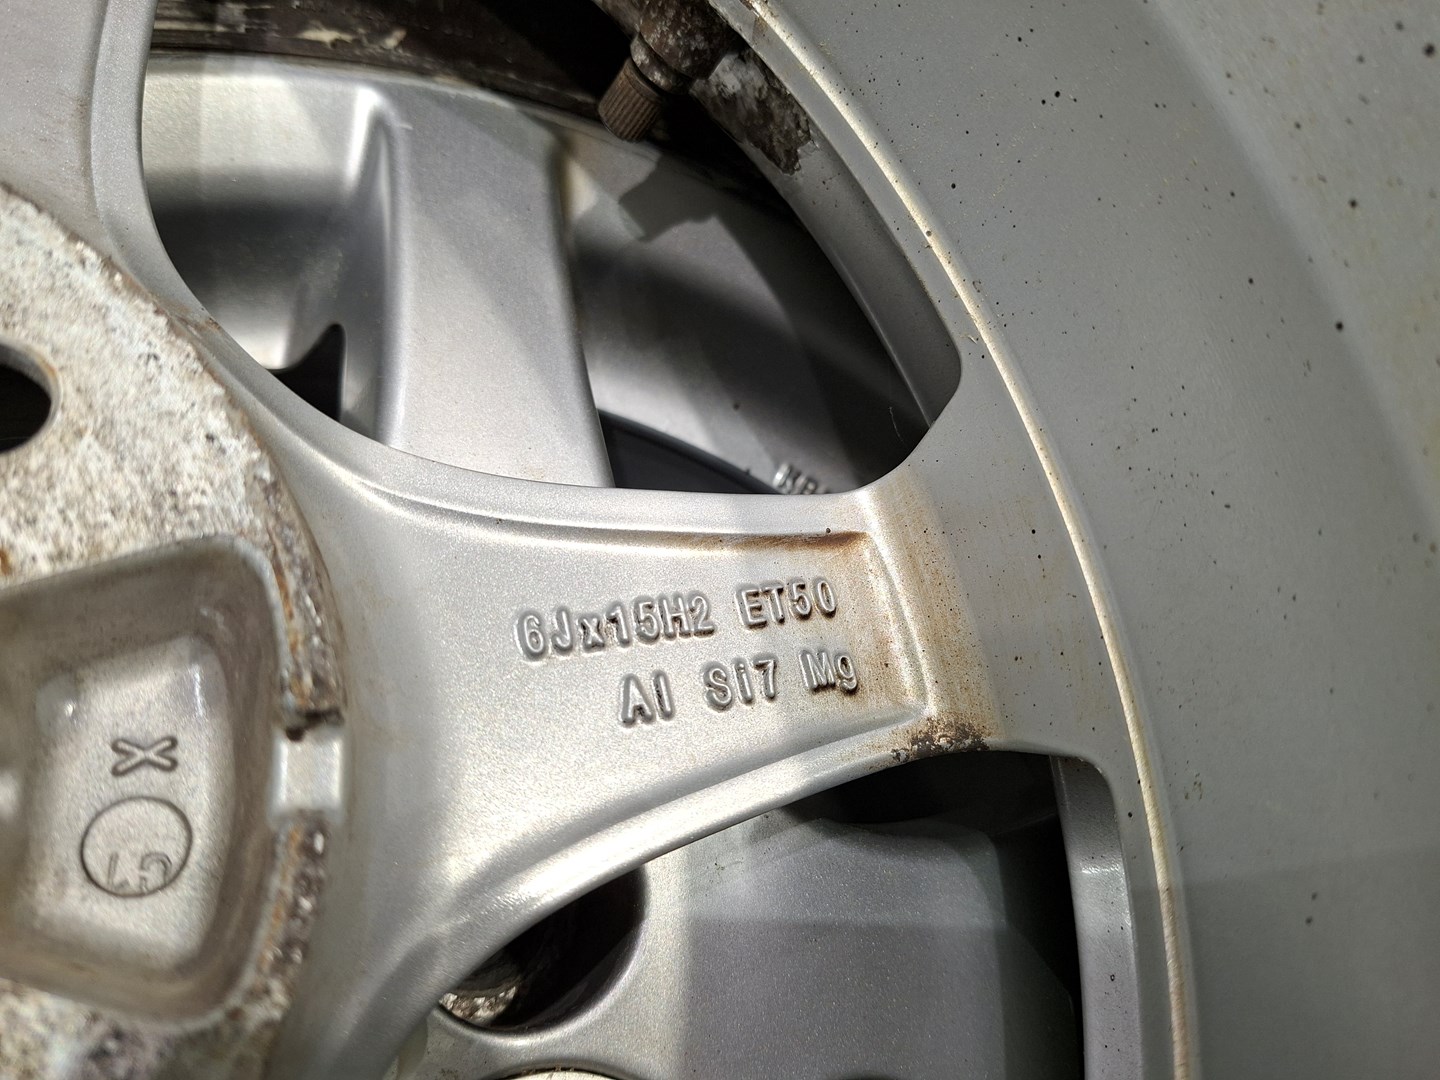 6Jx15H2 ET50
Al Si7 Mg
X